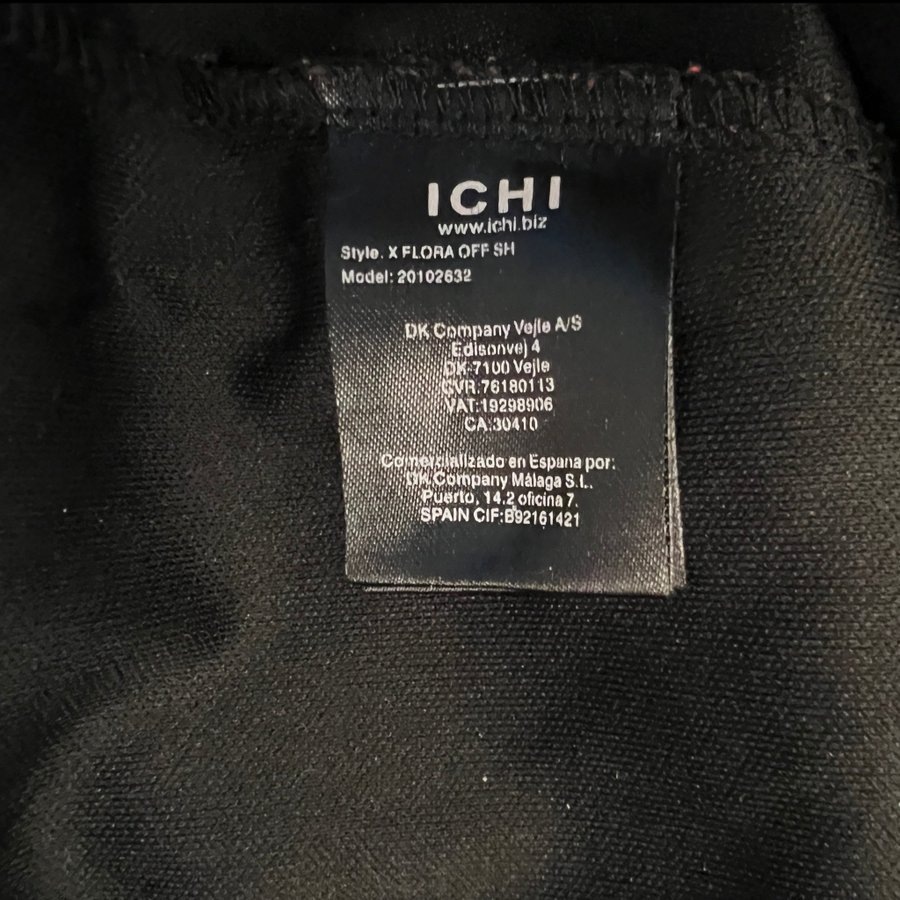 ICHI
www.ichi.biz
Style. X FLORA OFF SH
Model: 20102632
DK Company Vejle A/S
Edisonvej 4
DK-7100 Vejle
CVR:76180113
VAT:19298906
CA:30410
Comercializado en Espana por:
DK Company Málaga S.L.
Puerto, 14.2 oficina 7.
SPAIN CIF:B92161421